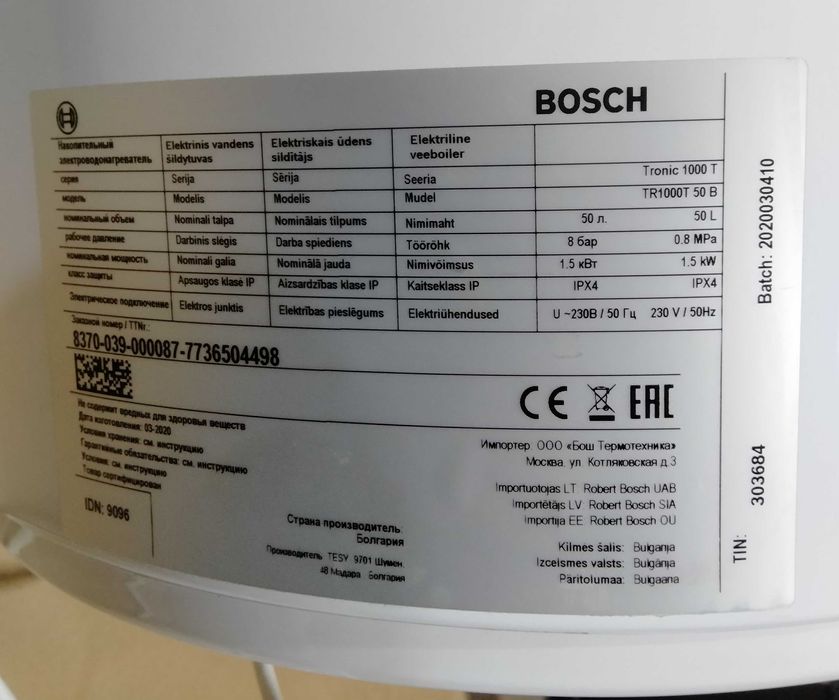 BOSCH
Накопительный электроводонагреватель Elektrinis vandens šildytuvas Elektriskais ūdens sildītājs Elektriline veeboiler
серия Serija Sērija Seeria Tronic 1000 T
модель Modelis Modelis Mudel TR1000T 50 B
номинальный объем Nominali talpa Nominālais tilpums Nimimaht 50 л. 50 L
рабочее давление Darbinis slėgis Darba spiediens Töörõhk 8 бар 0.8 MPa
номинальная мощность Nominali galia Nominālā jauda Nimivõimsus 1.5 кВт 1.5 kW
класс защиты Apsaugos klasė IP Aizsardzības klase IP Kaitseklass IP IPX4 IPX4
Электрическое подключение Elektros junktis Elektrības pieslēgums Elektriühendused U ~230В / 50 Гц 230 V / 50Hz
Заказной номер / TTNr.:
8370-039-000087-7736504498
Не содержит вредных для здоровья веществ
Дата изготовления: 03-2020
Условия хранения: см. инструкцию
Гарантийные обязательства: см. инструкцию
Условия: см. инструкцию
Товар сертифицирован
IDN: 9096
CE EAC
Импортер: ООО «Бош Термотехника»
Москва, ул. Котляковская д.3
Importuotojas LT: Robert Bosch UAB
Importētājs LV: Robert Bosch SIA
Importija EE: Robert Bosch OU
Страна производитель:
Болгария
Производитель: TESY 9701 Шумен,
48 Мадара Болгария
Kilmes šalis: Bulgarija
Izcelsmes valsts: Bulgārija
Päritolumaa: Bulgaaria
Batch: 2020030410
TIN: 303684